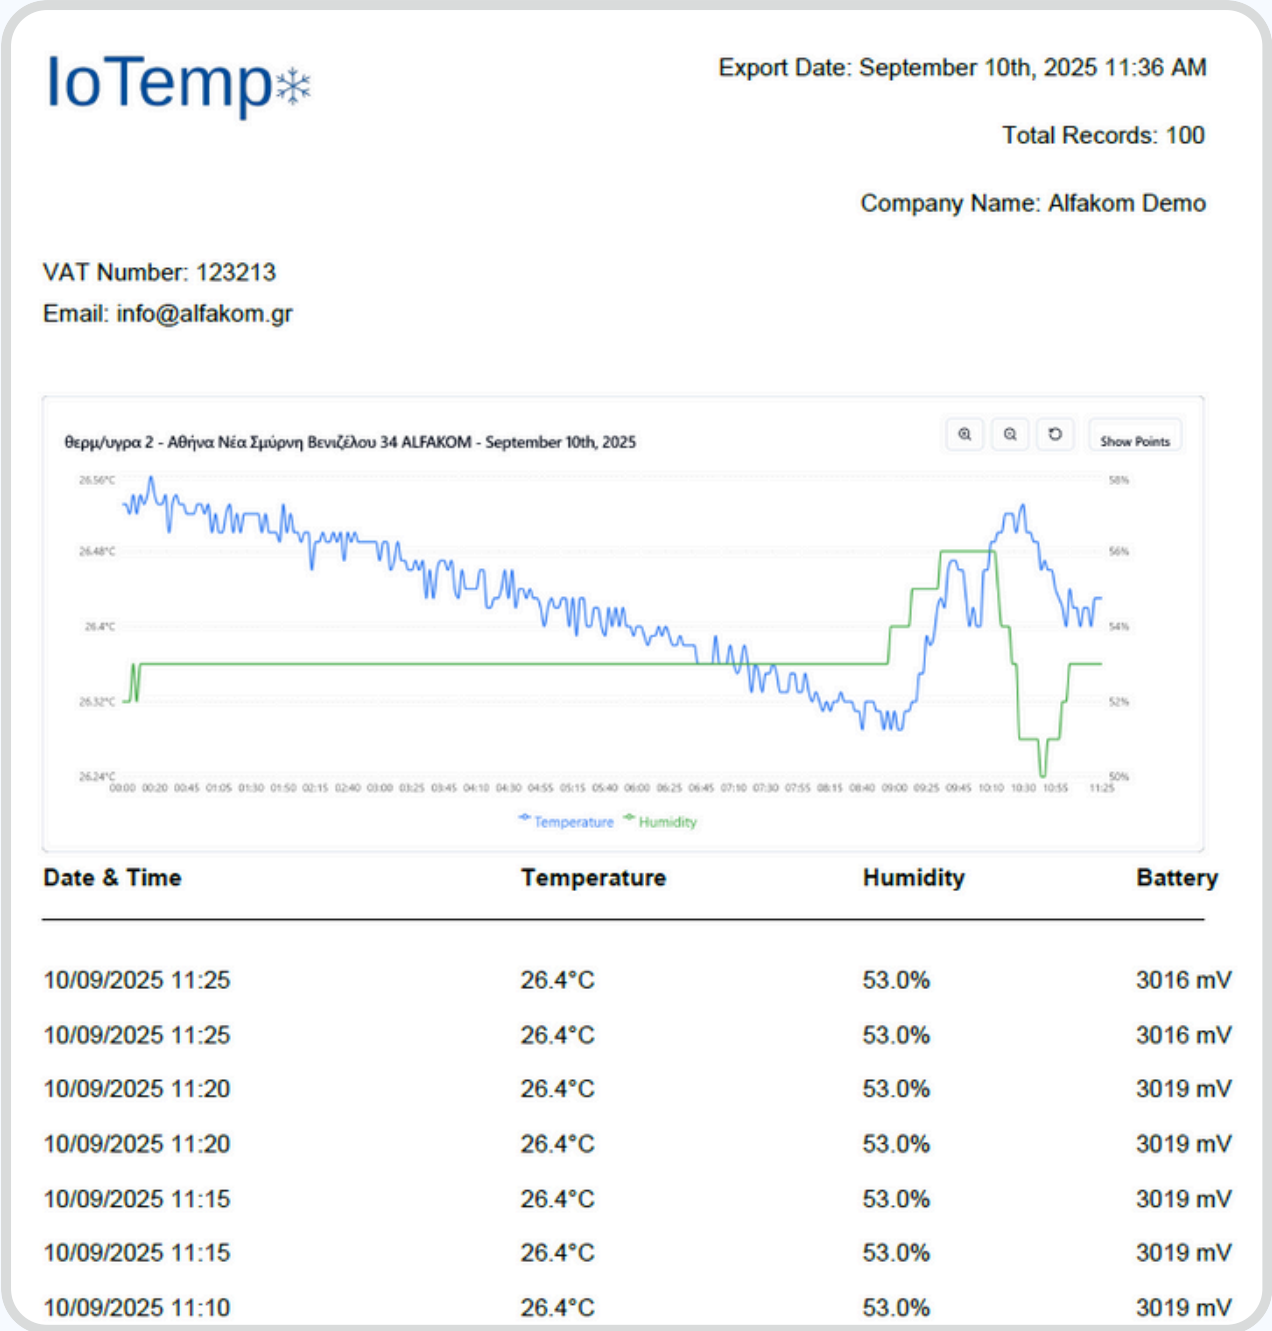 IoTemp
Export Date: September 10th, 2025 11:36 AM
Total Records: 100
Company Name: Alfakom Demo
VAT Number: 123213
Email: info@alfakom.gr
θερμ/υγρα 2 - Αθήνα Νέα Σμύρνη Βενιζέλου 34 ALFAKOM - September 10th, 2025
Show Points
26.56°C 58%
26.48°C 56%
26.4°C 54%
26.32°C 52%
26.24°C 50%
00:00 00:20 00:45 01:05 01:30 01:50 02:15 02:40 03:00 03:25 03:45 04:10 04:30 04:55 05:15 05:40 06:00 06:25 06:45 07:10 07:30 07:55 08:15 08:40 09:00 09:25 09:45 10:10 10:30 10:55 11:25
Temperature Humidity
Date & Time Temperature Humidity Battery
10/09/2025 11:25 26.4°C 53.0% 3016 mV
10/09/2025 11:25 26.4°C 53.0% 3016 mV
10/09/2025 11:20 26.4°C 53.0% 3019 mV
10/09/2025 11:20 26.4°C 53.0% 3019 mV
10/09/2025 11:15 26.4°C 53.0% 3019 mV
10/09/2025 11:15 26.4°C 53.0% 3019 mV
10/09/2025 11:10 26.4°C 53.0% 3019 mV